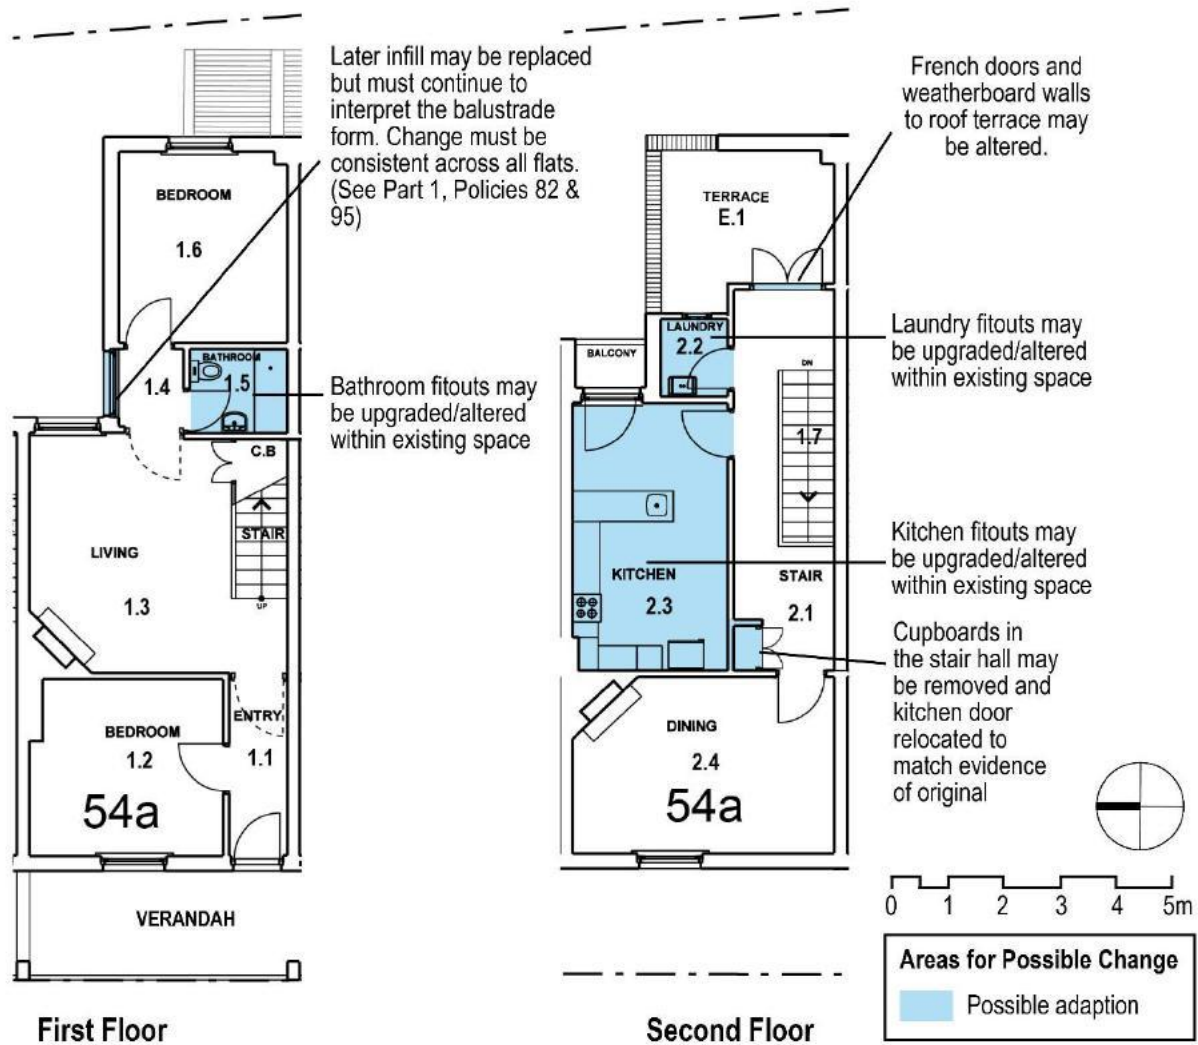 Later infill may be replaced
but must continue to
interpret the balustrade
form. Change must be
consistent across all flats.
(See Part 1, Policies 82 &
95)
French doors and
weatherboard walls
to roof terrace may
be altered.
BEDROOM
1.6
TERRACE
E.1
LAUNDRY
2.2
Laundry fitouts may
be upgraded/altered
within existing space
BALCONY
BATHROOM
1.5
1.4
Bathroom fitouts may
be upgraded/altered
within existing space
DN
1.7
C.B
STAIR
UP
LIVING
1.3
KITCHEN
2.3
Kitchen fitouts may
be upgraded/altered
within existing space
STAIR
2.1
Cupboards in
the stair hall may
be removed and
kitchen door
relocated to
match evidence
of original
ENTRY
1.1
BEDROOM
1.2
54a
DINING
2.4
54a
VERANDAH
0 1 2 3 4 5m
Areas for Possible Change
Possible adaption
First Floor
Second Floor